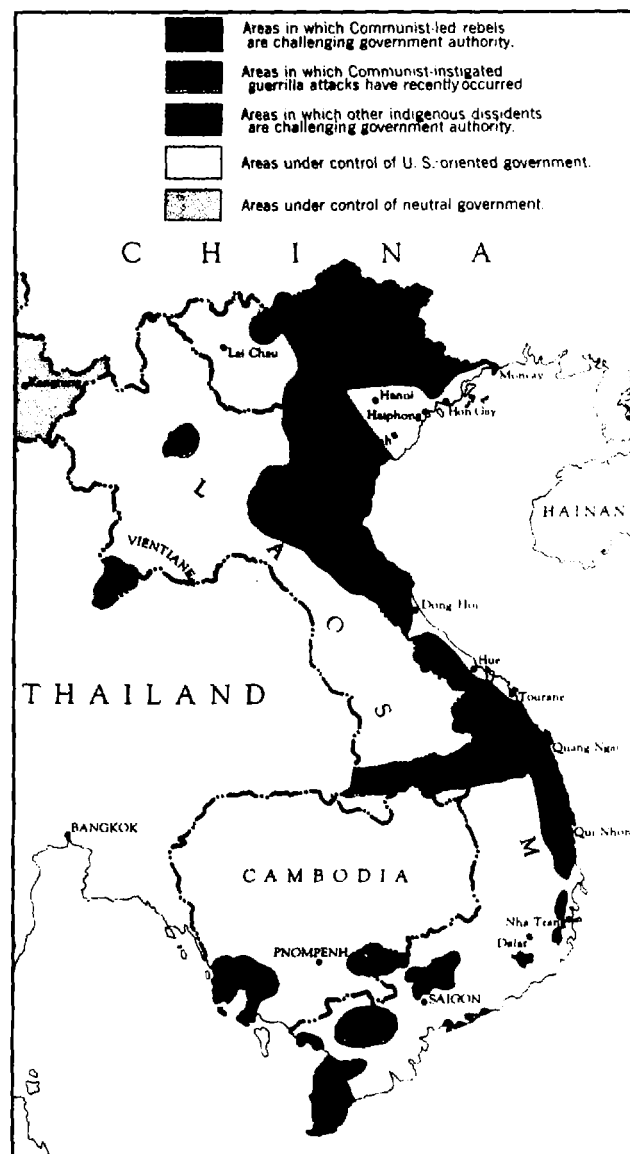 Areas in which Communist-led rebels
are challenging government authority.
Areas in which Communist-instigated
guerrilla attacks have recently occurred
Areas in which other indigenous dissidents
are challenging government authority.
Areas under control of U. S.-oriented government.
Areas under control of neutral government.
C H I N A
Lai Chau
Kengtung
Moncay
Hanoi
Haiphong
Hon Gay
L A O S
HAINAN
VIENTIANE
Dong Hoi
THAILAND
Hue
Tourane
Quang Ngai
BANGKOK
Qui Nhon
M
CAMBODIA
Nha Tran
Dalat
PNOMPENH
SAIGON